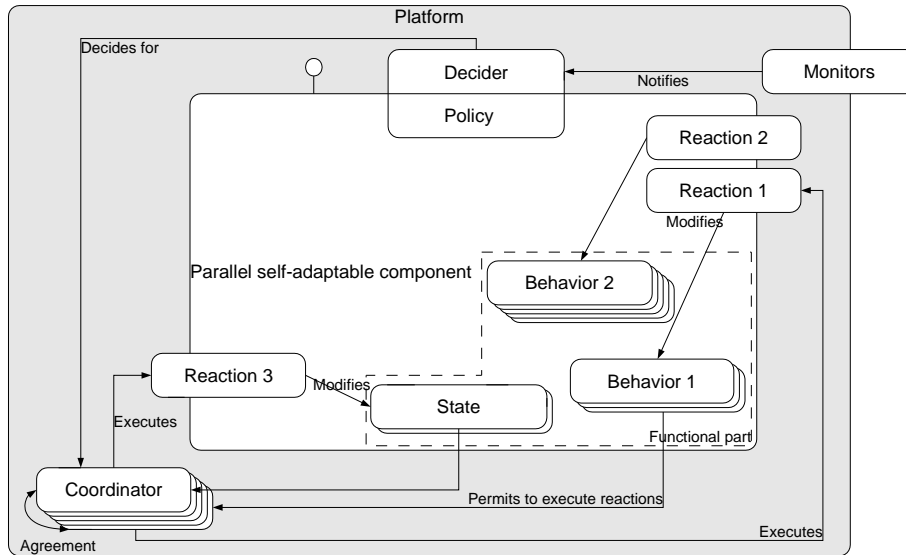 Platform
Decides for
Decider
Monitors
Notifies
Policy
Reaction 2
Reaction 1
Modifies
Parallel self-adaptable component
Behavior 2
Reaction 3
Modifies
Behavior 1
State
Executes
Functional part
Coordinator
Permits to execute reactions
Executes
Agreement